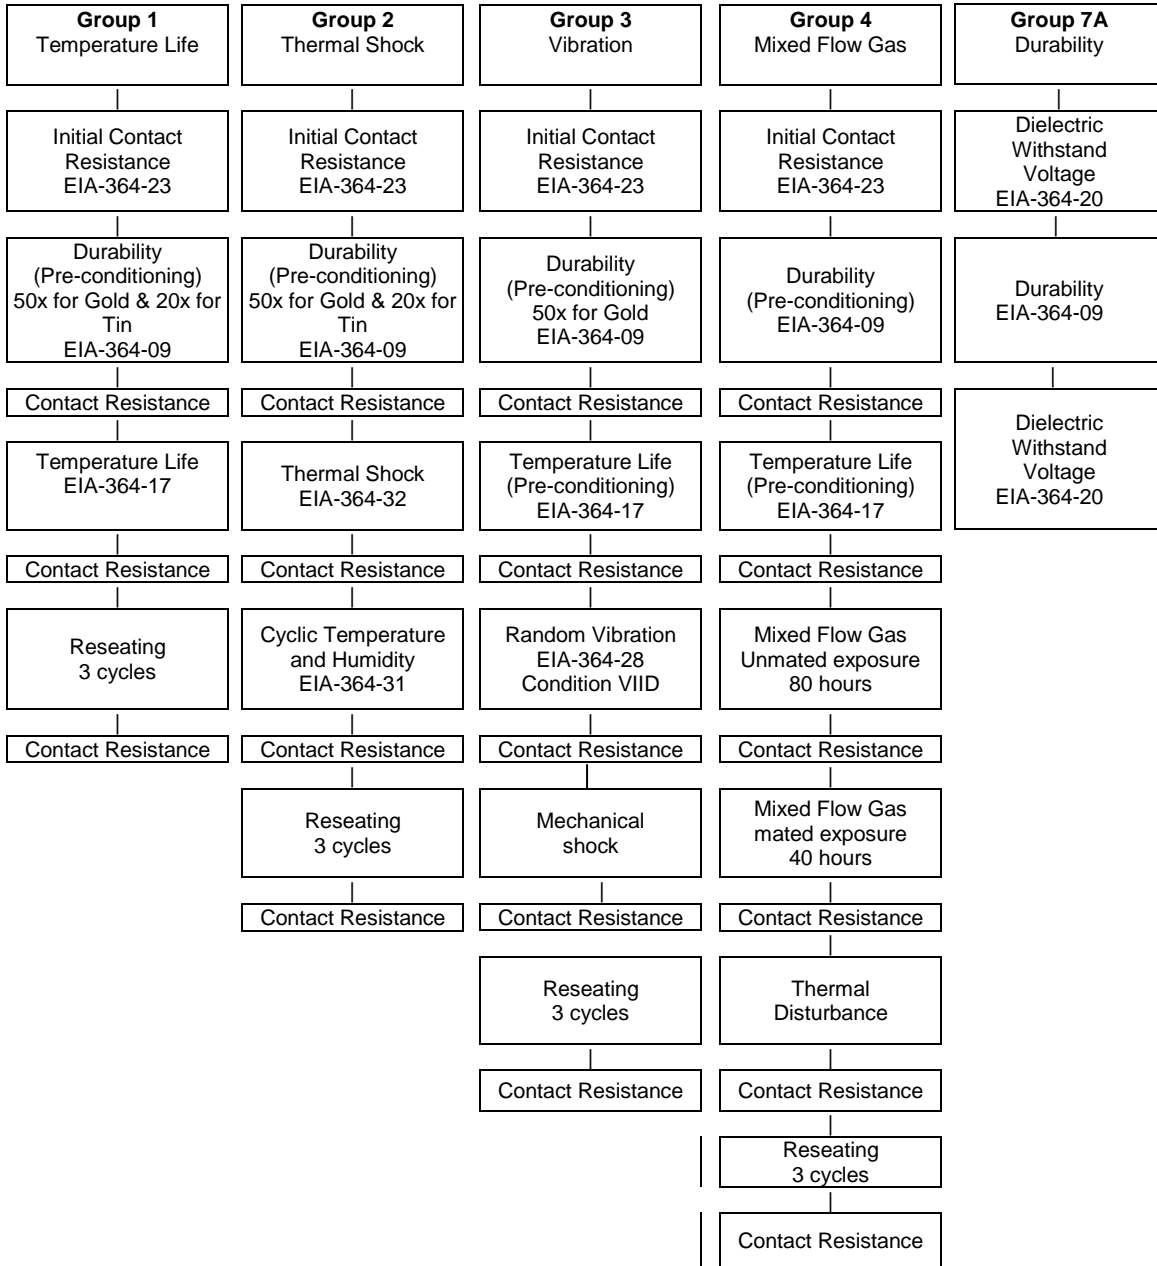 Group 1
Temperature Life
Initial Contact
Resistance
EIA-364-23
Durability
(Pre-conditioning)
50x for Gold & 20x for
Tin
EIA-364-09
Contact Resistance
Temperature Life
EIA-364-17
Contact Resistance
Reseating
3 cycles
Contact Resistance
Group 2
Thermal Shock
Initial Contact
Resistance
EIA-364-23
Durability
(Pre-conditioning)
50x for Gold & 20x for
Tin
EIA-364-09
Contact Resistance
Thermal Shock
EIA-364-32
Contact Resistance
Cyclic Temperature
and Humidity
EIA-364-31
Contact Resistance
Reseating
3 cycles
Contact Resistance
Group 3
Vibration
Initial Contact
Resistance
EIA-364-23
Durability
(Pre-conditioning)
50x for Gold
EIA-364-09
Contact Resistance
Temperature Life
(Pre-conditioning)
EIA-364-17
Contact Resistance
Random Vibration
EIA-364-28
Condition VIID
Contact Resistance
Mechanical
shock
Contact Resistance
Reseating
3 cycles
Contact Resistance
Group 4
Mixed Flow Gas
Initial Contact
Resistance
EIA-364-23
Durability
(Pre-conditioning)
EIA-364-09
Contact Resistance
Temperature Life
(Pre-conditioning)
EIA-364-17
Contact Resistance
Mixed Flow Gas
Unmated exposure
80 hours
Contact Resistance
Mixed Flow Gas
mated exposure
40 hours
Contact Resistance
Thermal
Disturbance
Contact Resistance
Reseating
3 cycles
Contact Resistance
Group 7A
Durability
Dielectric
Withstand
Voltage
EIA-364-20
Durability
EIA-364-09
Dielectric
Withstand
Voltage
EIA-364-20